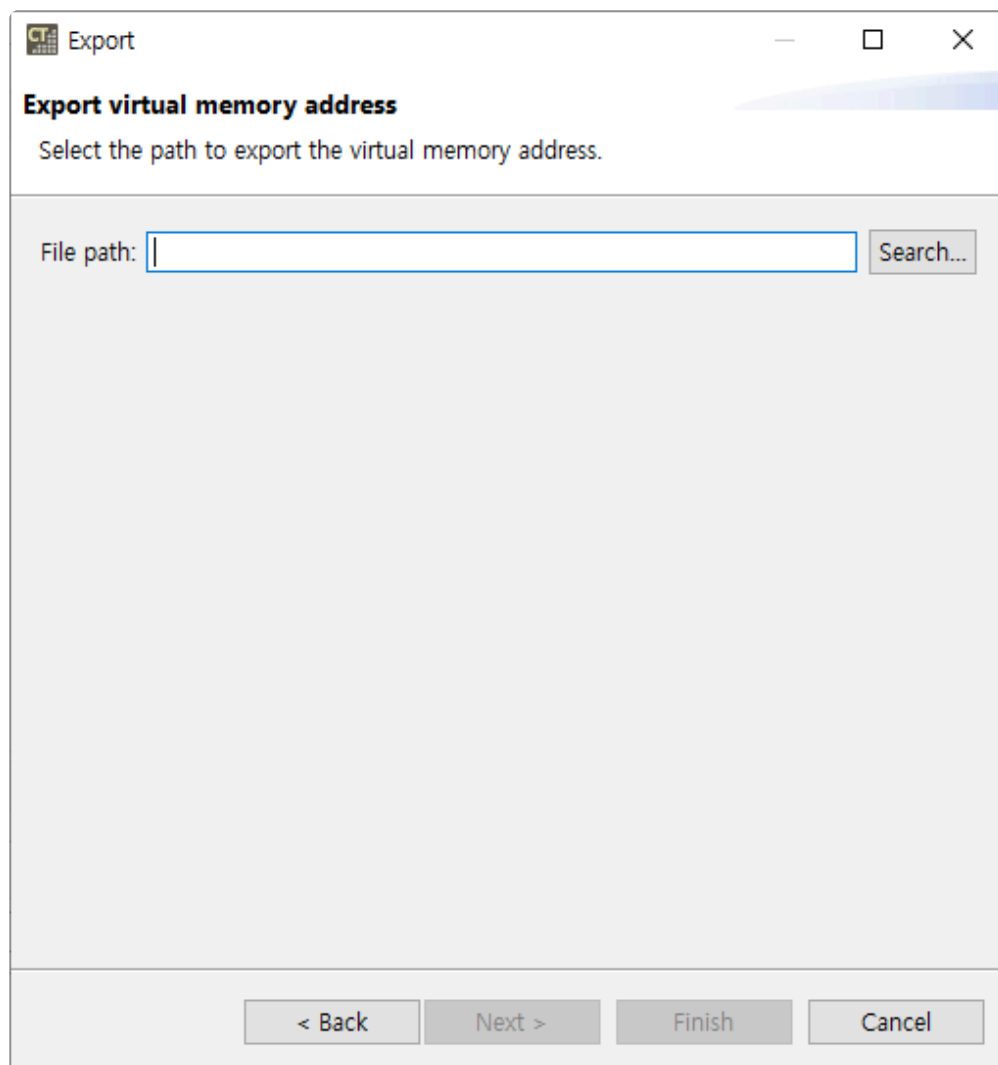 CT Export
Export virtual memory address
Select the path to export the virtual memory address.
File path: Search...
< Back Next > Finish Cancel